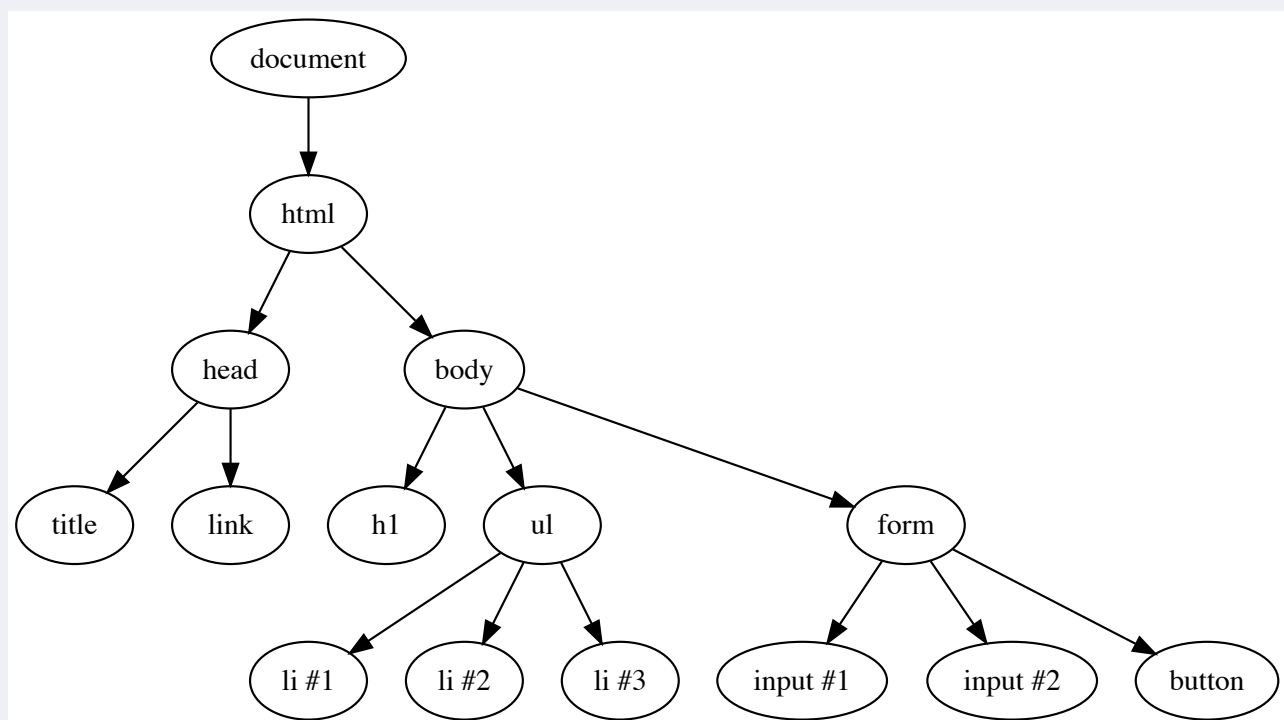 document
html
head
body
title
link
h1
ul
form
li #1
li #2
li #3
input #1
input #2
button